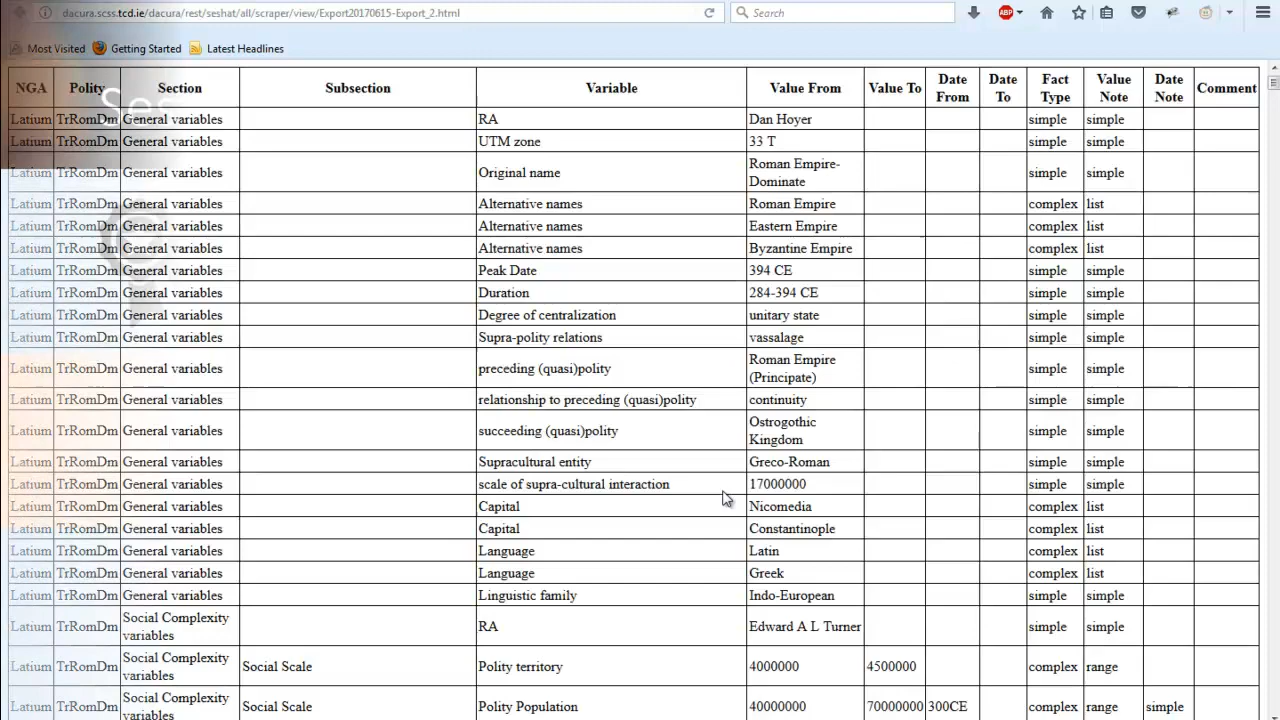 dacura.scss.tcd.ie/dacura/rest/seshat/all/scraper/view/Export20170615-Export_2.html
Search
ABP
Most Visited Getting Started Latest Headlines
NGA Polity Section Subsection Variable Value From Value To Date From Date To Fact Type Value Note Date Note Comment
Ses
Latium TrRomDm General variables RA Dan Hoyer simple simple
Latium TrRomDm General variables UTM zone 33 T simple simple
Latium TrRomDm General variables Original name Roman Empire-Dominate simple simple
Latium TrRomDm General variables Alternative names Roman Empire complex list
Latium TrRomDm General variables Alternative names Eastern Empire complex list
Latium TrRomDm General variables Alternative names Byzantine Empire complex list
Latium TrRomDm General variables Peak Date 394 CE simple simple
Latium TrRomDm General variables Duration 284-394 CE simple simple
Latium TrRomDm General variables Degree of centralization unitary state simple simple
Latium TrRomDm General variables Supra-polity relations vassalage simple simple
Latium TrRomDm General variables preceding (quasi)polity Roman Empire (Principate) simple simple
Latium TrRomDm General variables relationship to preceding (quasi)polity continuity simple simple
Latium TrRomDm General variables succeeding (quasi)polity Ostrogothic Kingdom simple simple
Latium TrRomDm General variables Supracultural entity Greco-Roman simple simple
Latium TrRomDm General variables scale of supra-cultural interaction 17000000 simple simple
Latium TrRomDm General variables Capital Nicomedia complex list
Latium TrRomDm General variables Capital Constantinople complex list
Latium TrRomDm General variables Language Latin complex list
Latium TrRomDm General variables Language Greek complex list
Latium TrRomDm General variables Linguistic family Indo-European simple simple
Latium TrRomDm Social Complexity variables RA Edward A L Turner simple simple
Latium TrRomDm Social Complexity variables Social Scale Polity territory 4000000 4500000 complex range
Latium TrRomDm Social Complexity variables Social Scale Polity Population 40000000 70000000 300CE complex range simple